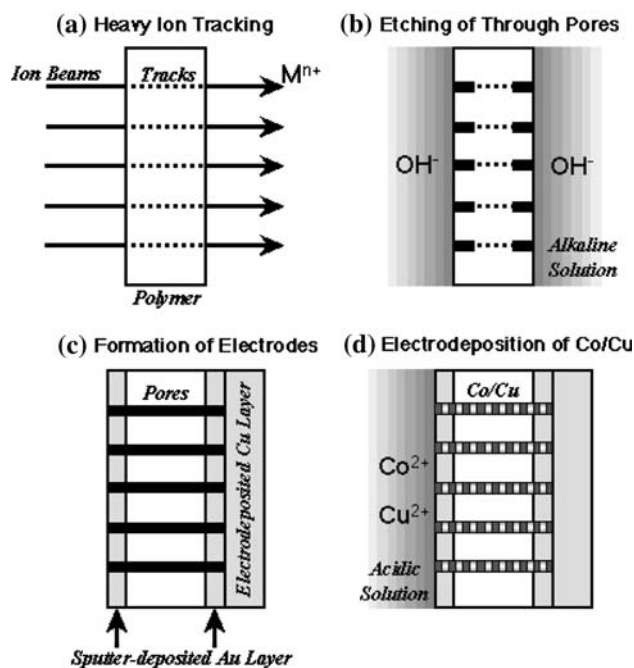 (a) Heavy Ion Tracking
Ion Beams
Tracks
Mⁿ⁺
Polymer
(b) Etching of Through Pores
OH⁻
OH⁻
Alkaline
Solution
(c) Formation of Electrodes
Pores
Electrodeposited Cu Layer
Sputter-deposited Au Layer
(d) Electrodeposition of Co/Cu
Co/Cu
Co²⁺
Cu²⁺
Acidic
Solution